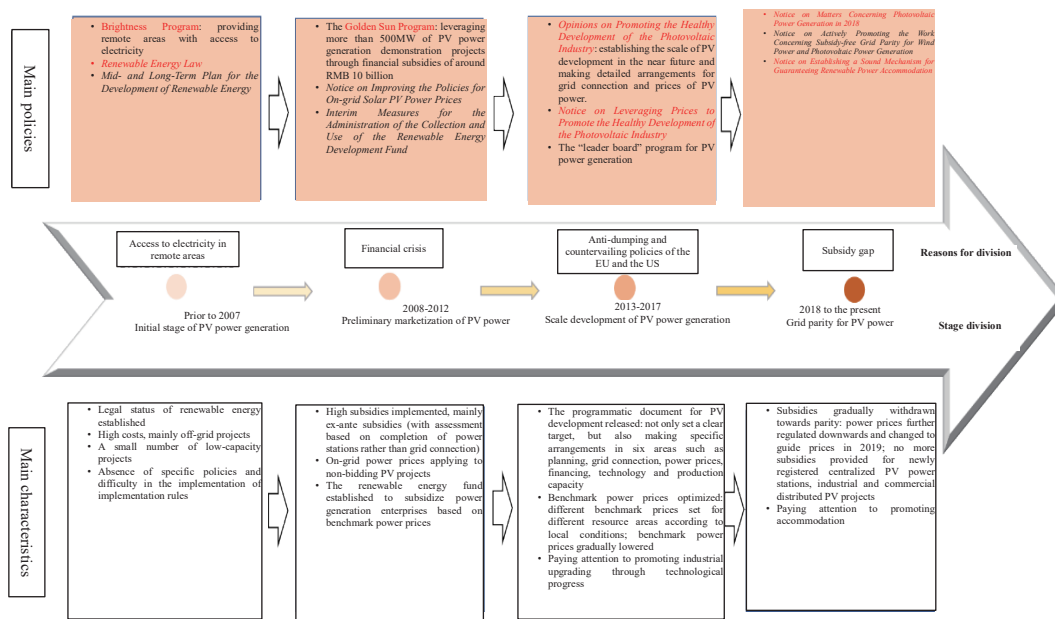 Main policies
• Brightness Program: providing
remote areas with access to
electricity
• Renewable Energy Law
• Mid- and Long-Term Plan for the
Development of Renewable Energy
• The Golden Sun Program: leveraging
more than 500MW of PV power
generation demonstration projects
through financial subsidies of around
RMB 10 billion
• Notice on Improving the Policies for
On-grid Solar PV Power Prices
• Interim Measures for the
Administration of the Collection and
Use of the Renewable Energy
Development Fund
• Opinions on Promoting the Healthy
Development of the Photovoltaic
Industry: establishing the scale of PV
development in the near future and
making detailed arrangements for
grid connection and prices of PV
power.
• Notice on Leveraging Prices to
Promote the Healthy Development of
the Photovoltaic Industry
• The “leader board” program for PV
power generation
• Notice on Matters Concerning Photovoltaic
Power Generation in 2018
• Notice on Actively Promoting the Work
Concerning Subsidy-free Grid Parity for Wind
Power and Photovoltaic Power Generation
• Notice on Establishing a Sound Mechanism for
Guaranteeing Renewable Power Accommodation
Access to electricity in
remote areas
Financial crisis
Anti-dumping and
countervailing policies of the
EU and the US
Subsidy gap
Reasons for division
Prior to 2007
Initial stage of PV power generation
2008-2012
Preliminary marketization of PV power
2013-2017
Scale development of PV generation
2018 to the present
Grid parity for PV power
Stage division
Main characteristics
• Legal status of renewable energy
established
• High costs, mainly off-grid projects
• A small number of low-capacity
projects
• Absence of specific policies and
difficulty in the implementation of
implementation rules
• High subsidies implemented, mainly
ex-ante subsidies (with assessment
based on completion of power
stations rather than grid connection)
• On-grid power prices applying to
non-bidding PV projects
• The renewable energy fund
established to subsidize power
generation enterprises based on
benchmark power prices
• The programmatic document for PV
development released: not only set a clear
target, but also making specific
arrangements in six areas such as
planning, grid connection, power prices,
financing, technology and production
capacity
• Benchmark power prices optimized:
different benchmark prices set for
different resource areas according to
local conditions; benchmark power
prices gradually lowered
• Paying attention to promoting industrial
upgrading through technological
progress
• Subsidies gradually withdrawn
towards parity: power prices further
regulated downwards and changed to
guide prices in 2019; no more
subsidies provided for newly
registered centralized PV power
stations, industrial and commercial
distributed PV projects
• Paying attention to promoting
accommodation